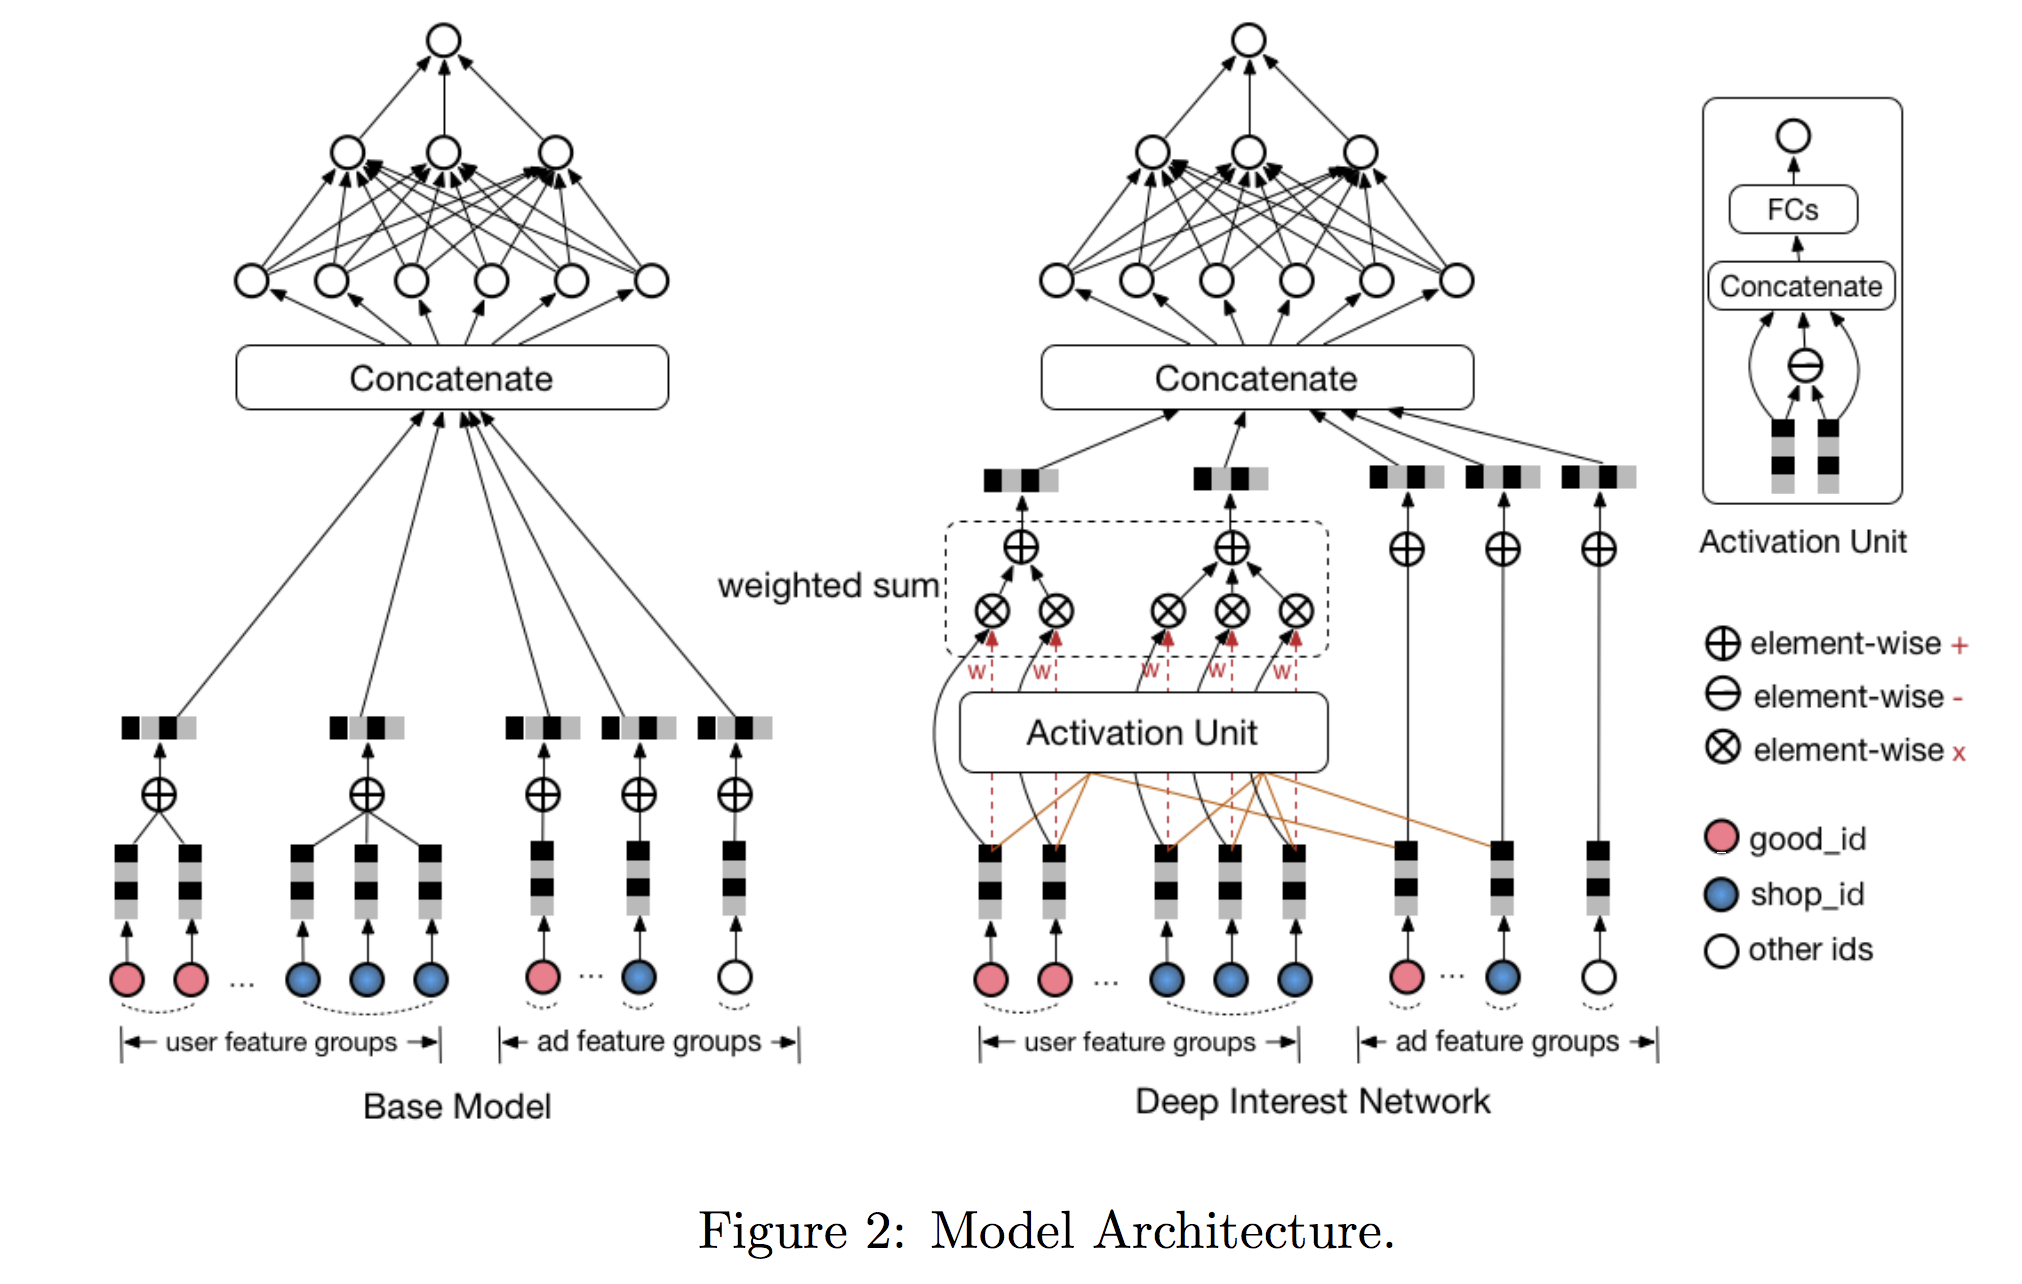 Concatenate
...
...
user feature groups
ad feature groups
Base Model
Concatenate
weighted sum
w
w
w
w
w
Activation Unit
...
...
user feature groups
ad feature groups
Deep Interest Network
FCs
Concatenate
Activation Unit
element-wise +
element-wise -
element-wise x
good_id
shop_id
other ids
Figure 2: Model Architecture.